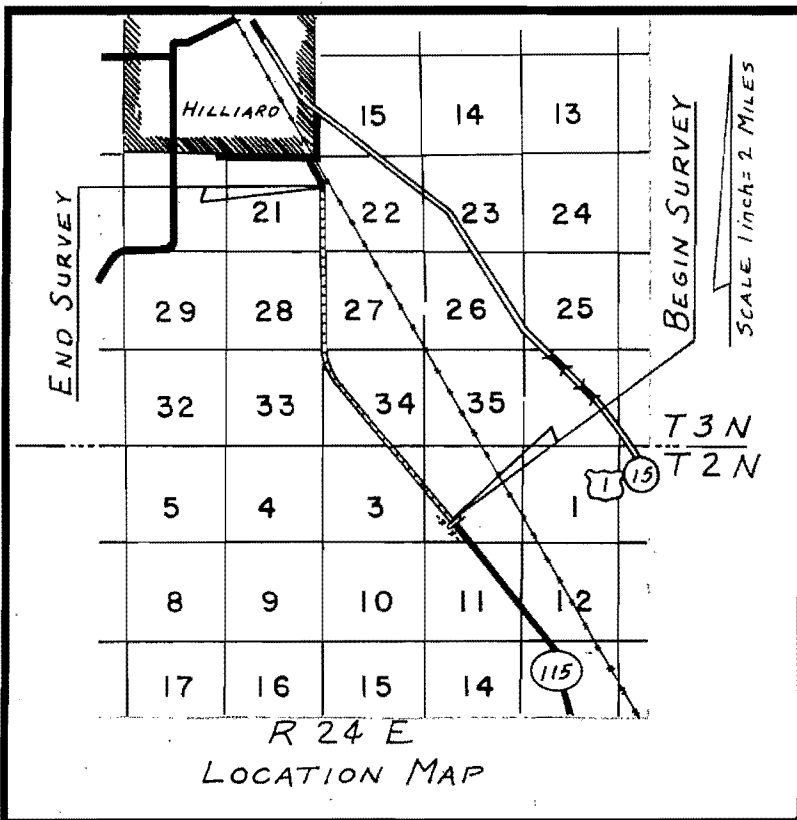 HILLIARD
15 14 13
21 22 23 24
29 28 27 26 25
32 33 34 35
5 4 3 1
8 9 10 11 12
17 16 15 14
END SURVEY
BEGIN SURVEY
SCALE 1 inch = 2 MILES
T 3 N
T 2 N
1
15
115
R 24 E
LOCATION MAP